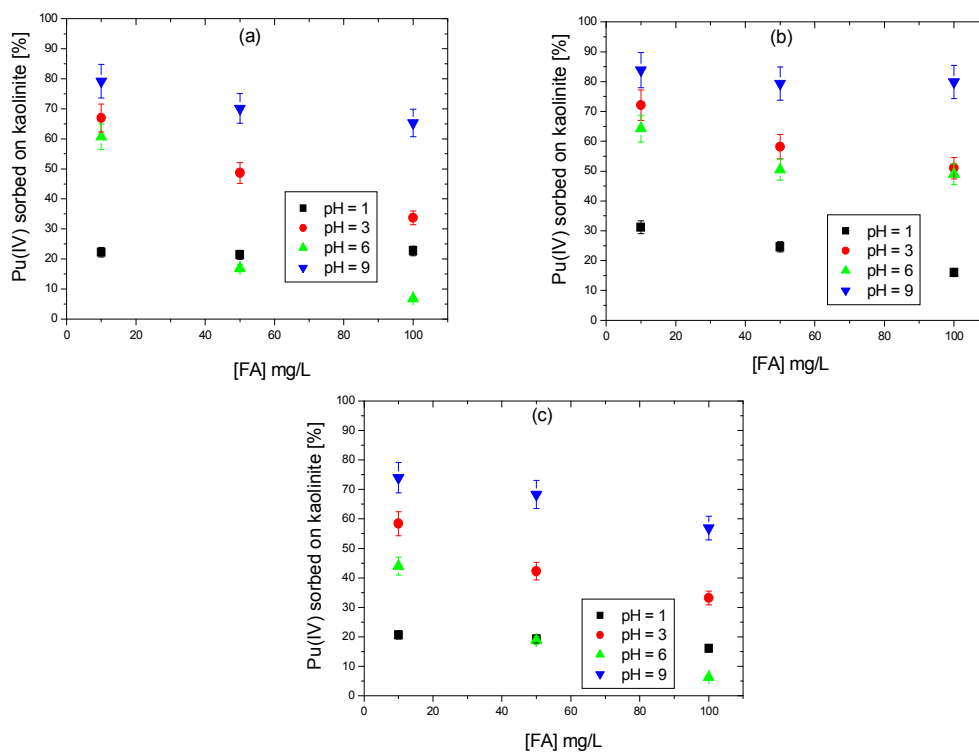 (a)
Pu(IV) sorbed on kaolinite [%]
100
90
80
70
60
50
40
30
20
10
0
pH = 1
pH = 3
pH = 6
pH = 9
0 20 40 60 80 100
[FA] mg/L
(b)
Pu(IV) sorbed on kaolinite [%]
100
90
80
70
60
50
40
30
20
10
0
pH = 1
pH = 3
pH = 6
pH = 9
0 20 40 60 80 100
[FA] mg/L
(c)
Pu(IV) sorbed on kaolinite [%]
100
90
80
70
60
50
40
30
20
10
0
pH = 1
pH = 3
pH = 6
pH = 9
0 20 40 60 80 100
[FA] mg/L